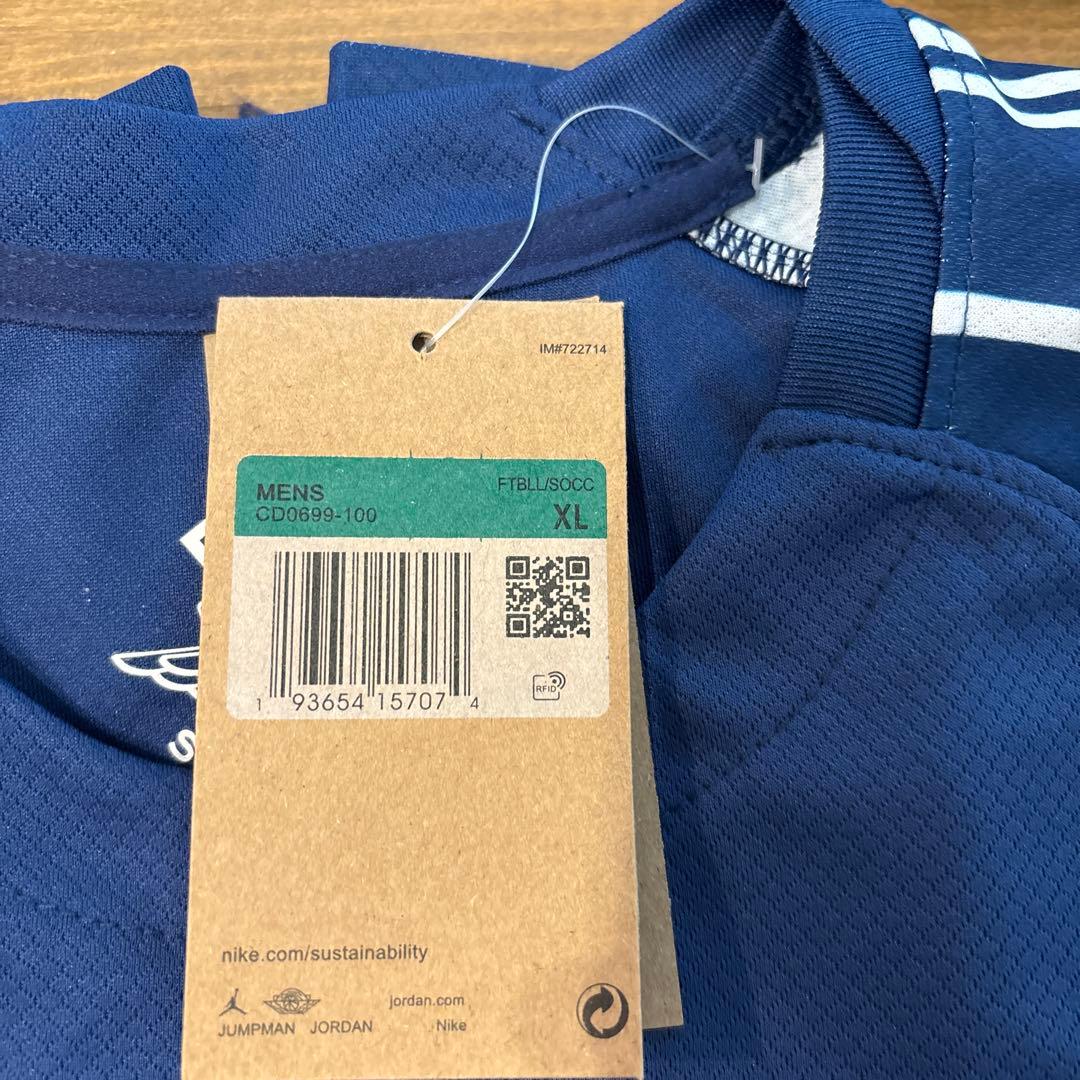 IM#722714
MENS
FTBLL/SOCC
CD0699-100
XL
1 93654 15707 4
RFID
nike.com/sustainability
jordan.com
JUMPMAN JORDAN Nike